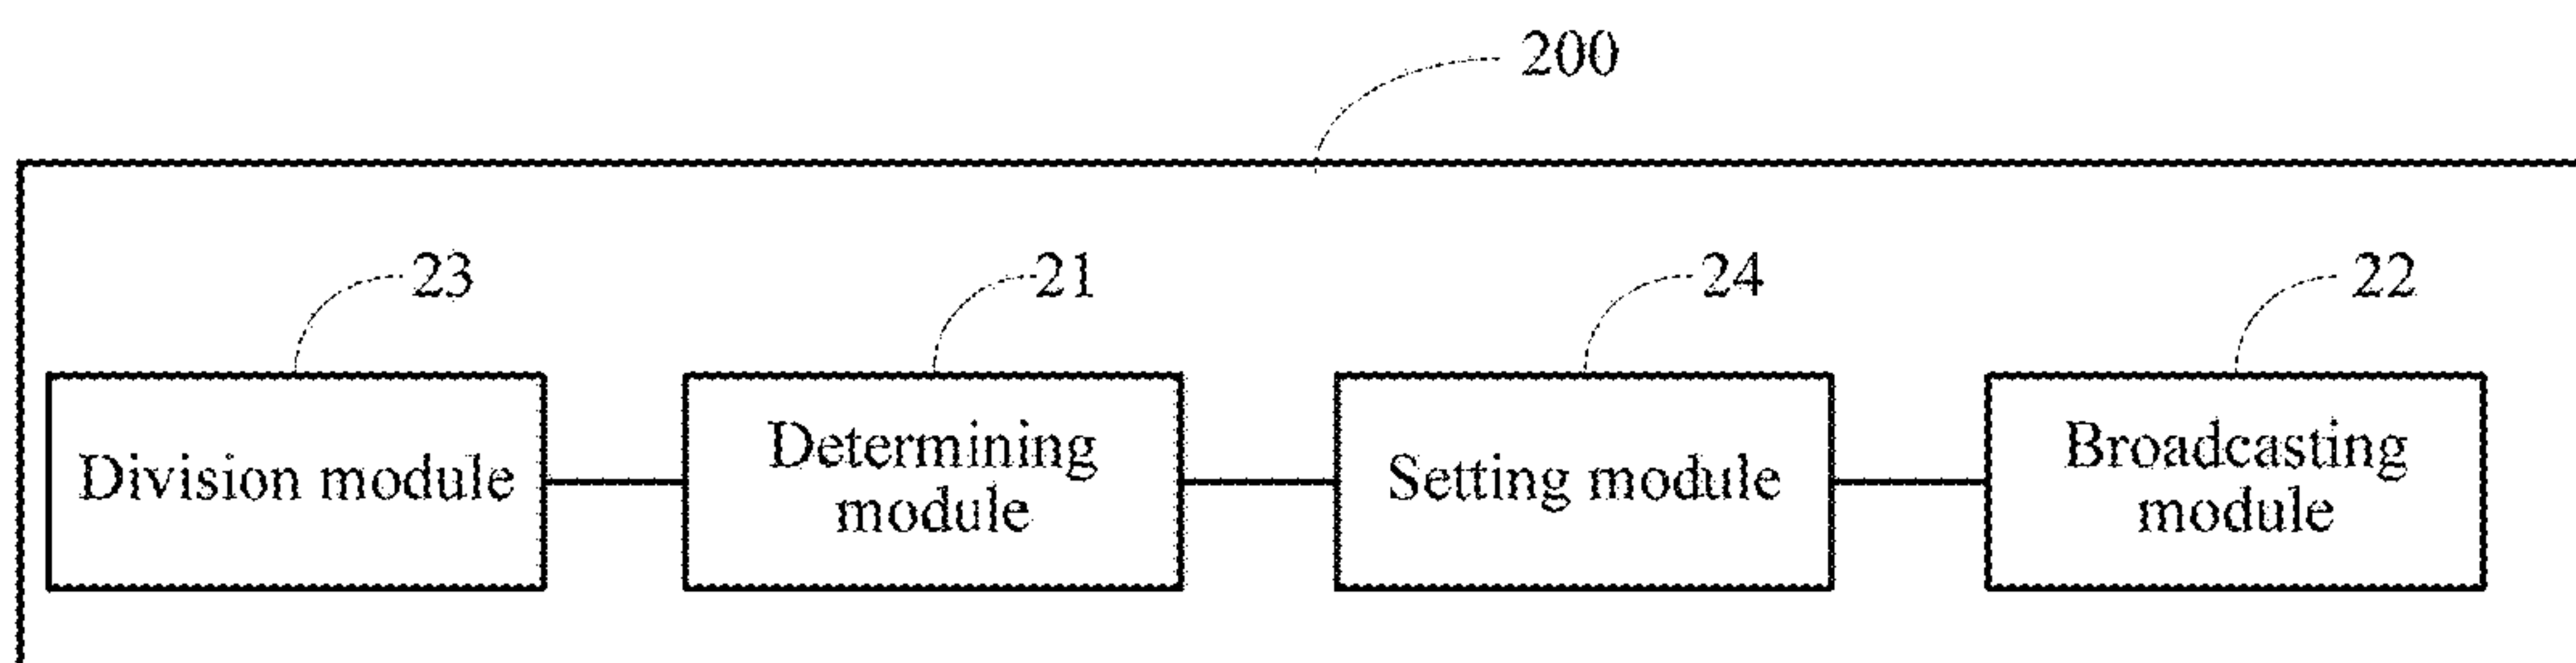 200
23
21
24
22
Division module
Determining
module
Setting module
Broadcasting
module